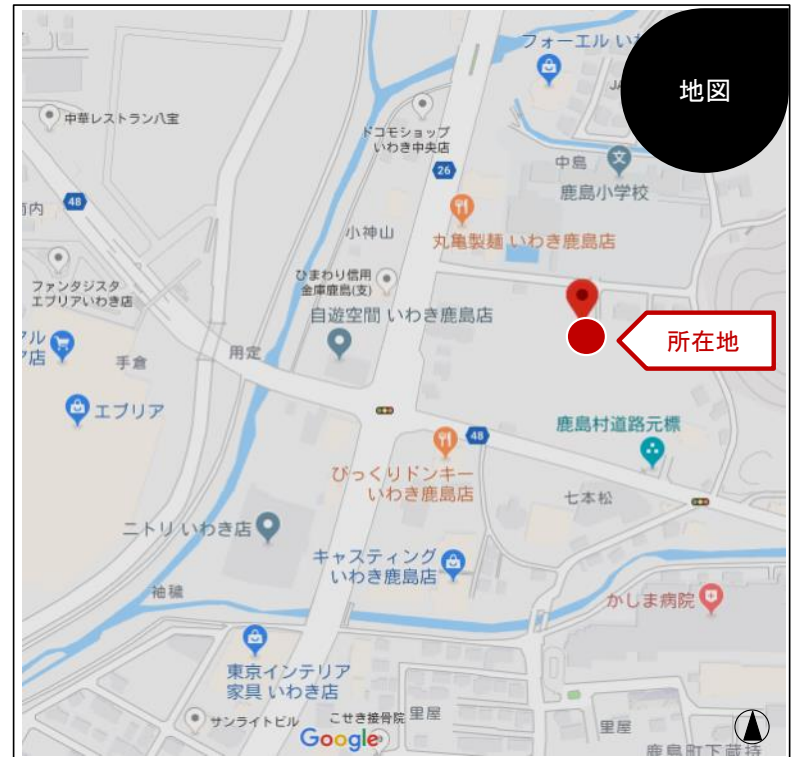 フォーエル い
地図
中華レストラン八宝
ドコモショップ
いわき中央店
26
中島
文
鹿島小学校
48
小神山
丸亀製麺 いわき鹿島店
ファンタジスタ
エブリアいわき店
ひまわり信用
金庫鹿島(支)
自遊空間 いわき鹿島店
所在地
手倉
用定
エブリア
鹿島村道路元標
48
びっくりドンキー
いわき鹿島店
七本松
ニトリ いわき店
キャスティング
いわき鹿島店
袖穢
かしま病院
東京インテリア
家具 いわき店
サンライトビル
こせき接骨院
里屋
里屋
Google
鹿島町下蔵持